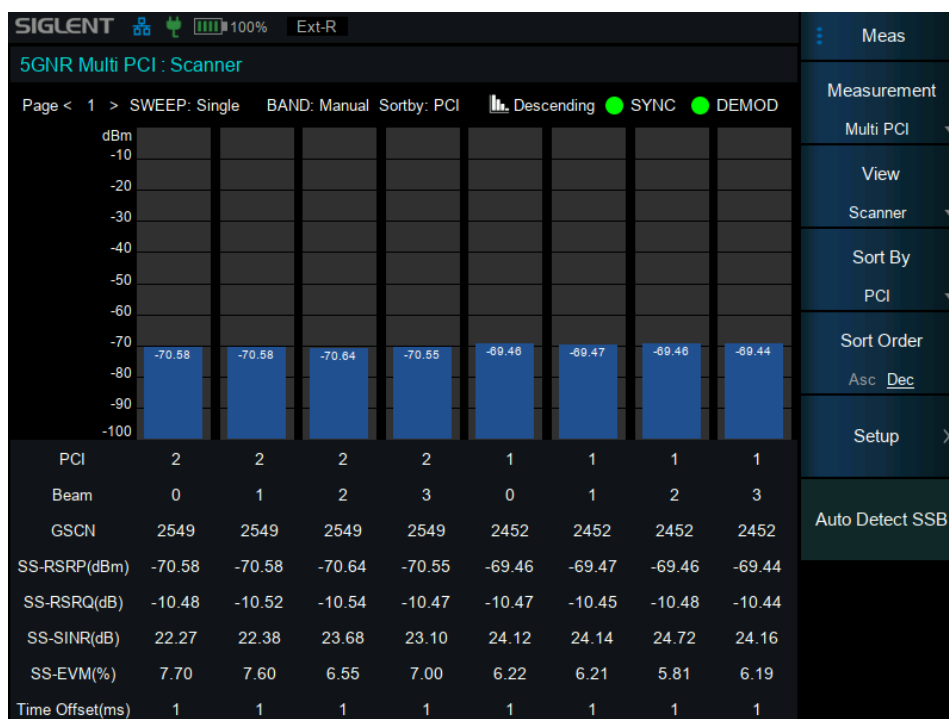 SIGLENT 100% Ext-R
5GNR Multi PCI : Scanner
Page < 1 > SWEEP: Single BAND: Manual Sortby: PCI Descending SYNC DEMOD
dBm
-10
-20
-30
-40
-50
-60
-70
-80
-90
-100
-70.58 -70.58 -70.64 -70.55 -69.46 -69.47 -69.46 -69.44
PCI 2 2 2 2 1 1 1 1
Beam 0 1 2 3 0 1 2 3
GSCN 2549 2549 2549 2549 2452 2452 2452 2452
SS-RSRP(dBm) -70.58 -70.58 -70.64 -70.55 -69.46 -69.47 -69.46 -69.44
SS-RSRQ(dB) -10.48 -10.52 -10.54 -10.47 -10.47 -10.45 -10.48 -10.44
SS-SINR(dB) 22.27 22.38 23.68 23.10 24.12 24.14 24.72 24.16
SS-EVM(%) 7.70 7.60 6.55 7.00 6.22 6.21 5.81 6.19
Time Offset(ms) 1 1 1 1 1 1 1 1
Meas
Measurement
Multi PCI
View
Scanner
Sort By
PCI
Sort Order
Asc Dec
Setup
Auto Detect SSB